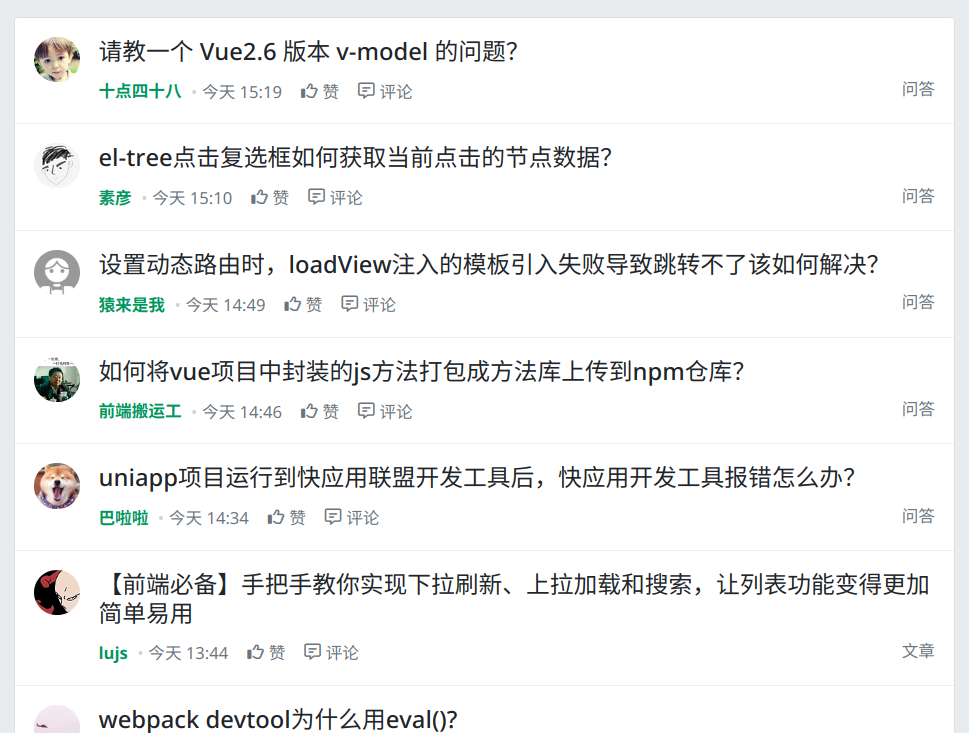 请教一个 Vue2.6 版本 v-model 的问题？
十点四十八 • 今天 15:19 赞 评论 问答
el-tree点击复选框如何获取当前点击的节点数据？
素彦 • 今天 15:10 赞 评论 问答
设置动态路由时，loadView注入的模板引入失败导致跳转不了该如何解决？
猿来是我 • 今天 14:49 赞 评论 问答
如何将vue项目中封装的js方法打包成方法库上传到npm仓库？
前端搬运工 • 今天 14:46 赞 评论 问答
uniapp项目运行到快应用联盟开发工具后，快应用开发工具报错怎么办？
巴啦啦 • 今天 14:34 赞 评论 问答
【前端必备】手把手教你实现下拉刷新、上拉加载和搜索，让列表功能变得更加
简单易用
lujs • 今天 13:44 赞 评论 文章
webpack devtool为什么用eval()?